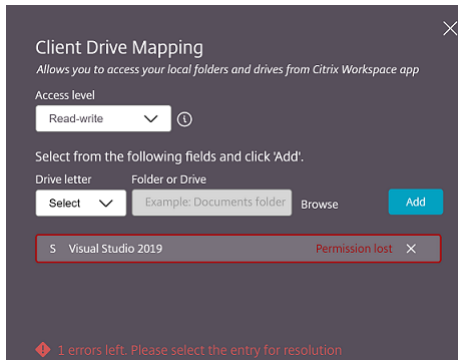 Client Drive Mapping
Allows you to access your local folders and drives from Citrix Workspace app
Access level
Read-write
Select from the following fields and click 'Add'.
Drive letter Folder or Drive
Select Example: Documents folder Browse Add
S Visual Studio 2019 Permission lost
1 errors left. Please select the entry for resolution